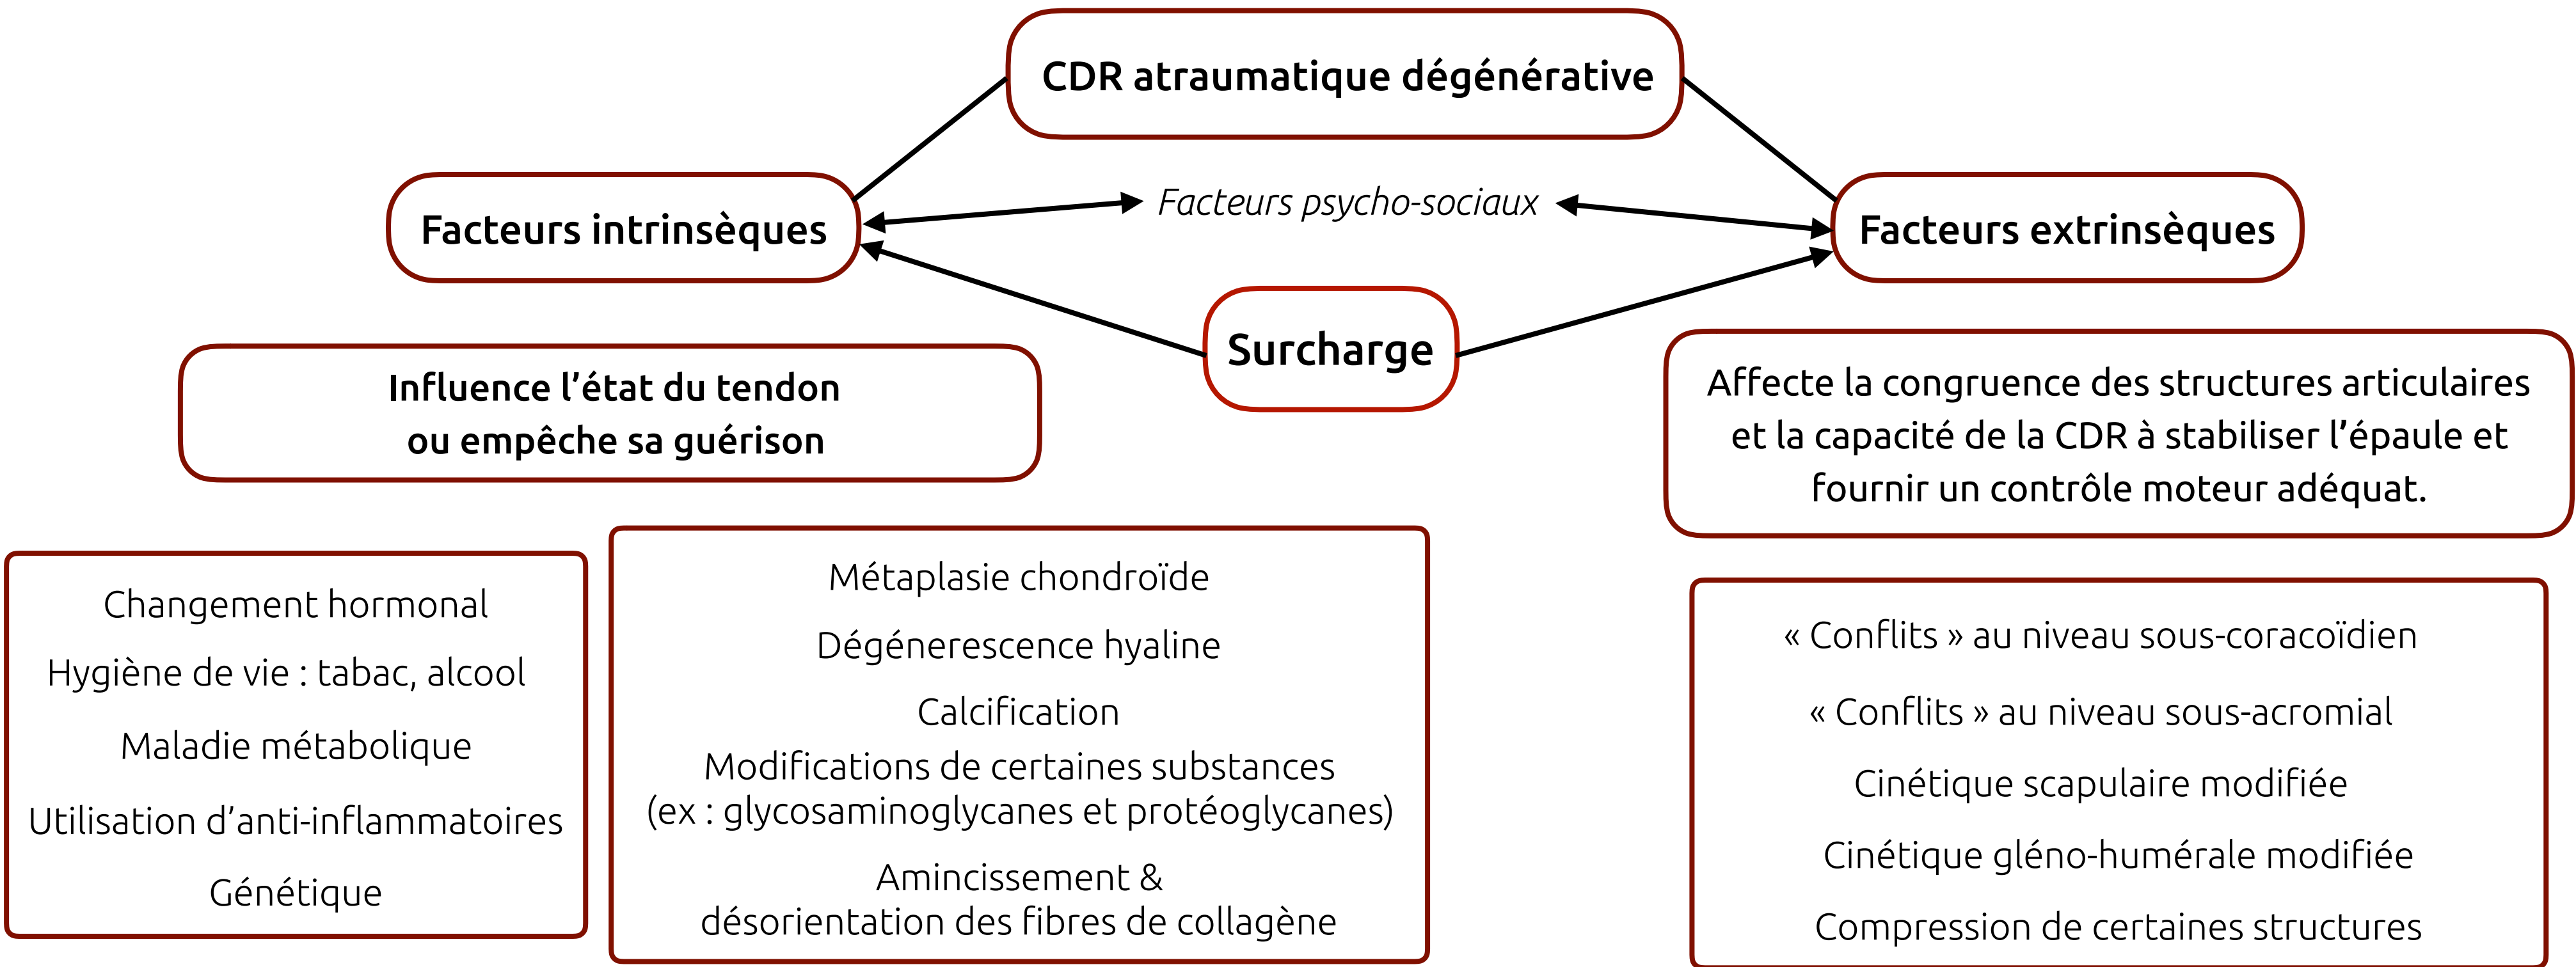 CDR atraumatique dégénérative
Facteurs psycho-sociaux
Facteurs intrinsèques
Facteurs extrinsèques
Surcharge
Influence l’état du tendon
ou empêche sa guérison
Affecte la congruence des structures articulaires
et la capacité de la CDR à stabiliser l’épaule et
fournir un contrôle moteur adéquat.
Changement hormonal
Hygiène de vie : tabac, alcool
Maladie métabolique
Utilisation d’anti-inflammatoires
Génétique
Métaplasie chondroïde
Dégénerescence hyaline
Calcification
Modifications de certaines substances
(ex : glycosaminoglycanes et protéoglycanes)
Amincissement &
désorientation des fibres de collagène
« Conflits » au niveau sous-coracoïdien
« Conflits » au niveau sous-acromial
Cinétique scapulaire modifiée
Cinétique gléno-humérale modifiée
Compression de certaines structures